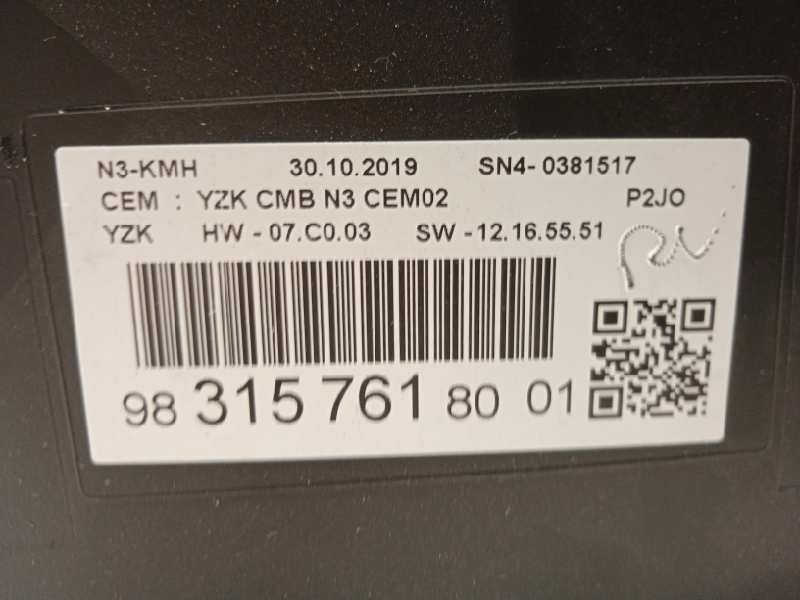 N3-KMH 30.10.2019 SN4-0381517
CEM : YZK CMB N3 CEM02 P2JO
YZK HW - 07.C0.03 SW -12.16.55.51
98 315 761 80 01